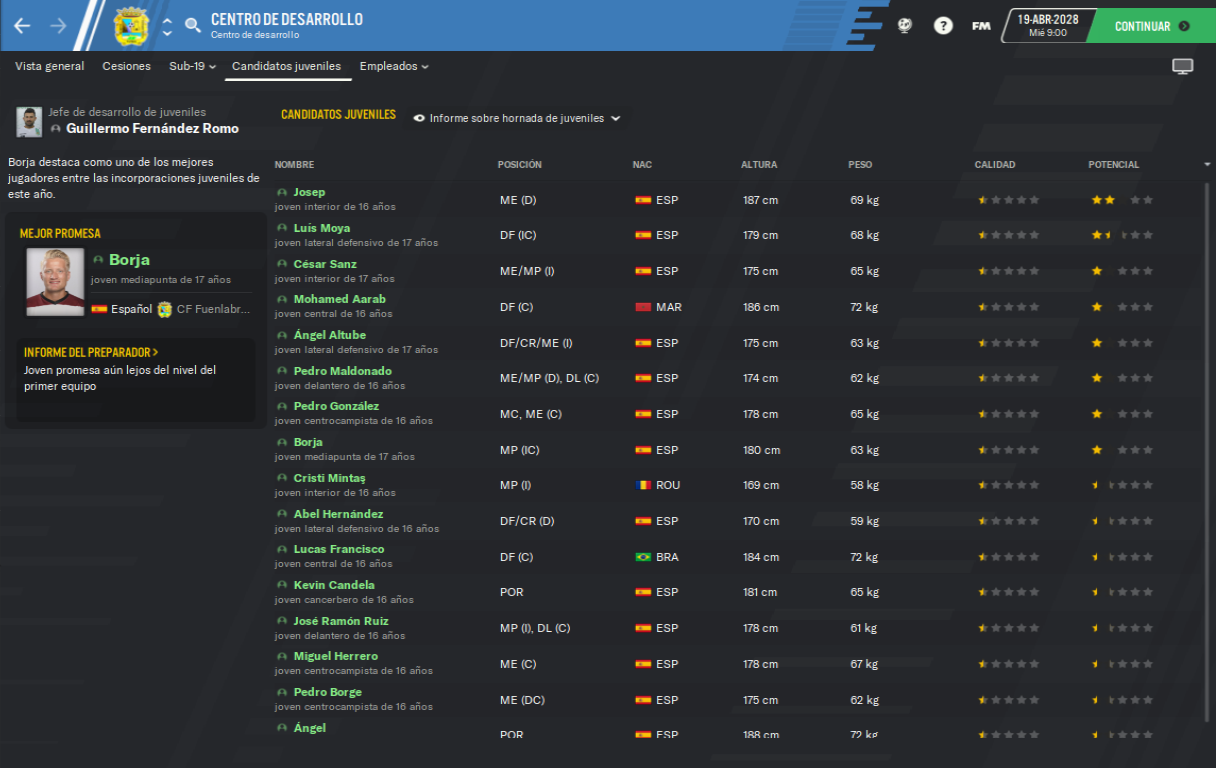 CENTRO DE DESARROLLO
Centro de desarrollo
?
FM
19-ABR-2028
Mié 9:00
CONTINUAR
Vista general Cesiones Sub-19 Candidatos juveniles Empleados
Jefe de desarrollo de juveniles
Guillermo Fernández Romo
Borja destaca como uno de los mejores
jugadores entre las incorporaciones juveniles de
este año.
MEJOR PROMESA
Borja
joven mediapunta de 17 años
Español CF Fuenlabr...
INFORME DEL PREPARADOR >
Joven promesa aún lejos del nivel del
primer equipo
CANDIDATOS JUVENILES Informe sobre hornada de juveniles
NOMBRE POSICIÓN NAC ALTURA PESO CALIDAD POTENCIAL
Josep
joven interior de 16 años
ME (D) ESP 187 cm 69 kg
Luis Moya
joven lateral defensivo de 17 años
DF (IC) ESP 179 cm 68 kg
César Sanz
joven interior de 17 años
ME/MP (I) ESP 175 cm 65 kg
Mohamed Aarab
joven central de 16 años
DF (C) MAR 186 cm 72 kg
Ángel Altube
joven lateral defensivo de 17 años
DF/CR/ME (I) ESP 175 cm 63 kg
Pedro Maldonado
joven delantero de 16 años
ME/MP (D), DL (C) ESP 174 cm 62 kg
Pedro González
joven centrocampista de 16 años
MC, ME (C) ESP 178 cm 65 kg
Borja
joven mediapunta de 17 años
MP (IC) ESP 180 cm 63 kg
Cristi Mintaş
joven interior de 16 años
MP (I) ROU 169 cm 58 kg
Abel Hernández
joven lateral defensivo de 16 años
DF/CR (D) ESP 170 cm 59 kg
Lucas Francisco
joven central de 16 años
DF (C) BRA 184 cm 72 kg
Kevin Candela
joven cancerbero de 16 años
POR ESP 181 cm 65 kg
José Ramón Ruiz
joven delantero de 16 años
MP (I), DL (C) ESP 178 cm 61 kg
Miguel Herrero
joven centrocampista de 16 años
ME (C) ESP 178 cm 67 kg
Pedro Borge
joven centrocampista de 16 años
ME (DC) ESP 175 cm 62 kg
Ángel
POR ESP 188 cm 72 kg